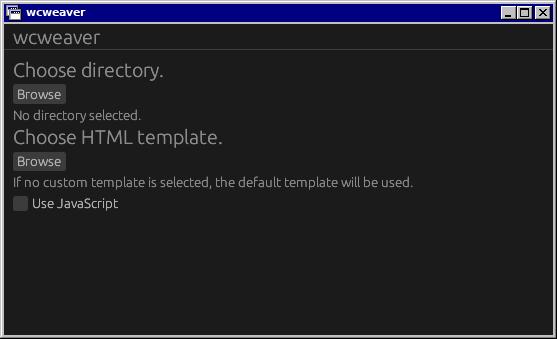 wcweaver
wcweaver
Choose directory.
Browse
No directory selected.
Choose HTML template.
Browse
If no custom template is selected, the default template will be used.
Use JavaScript